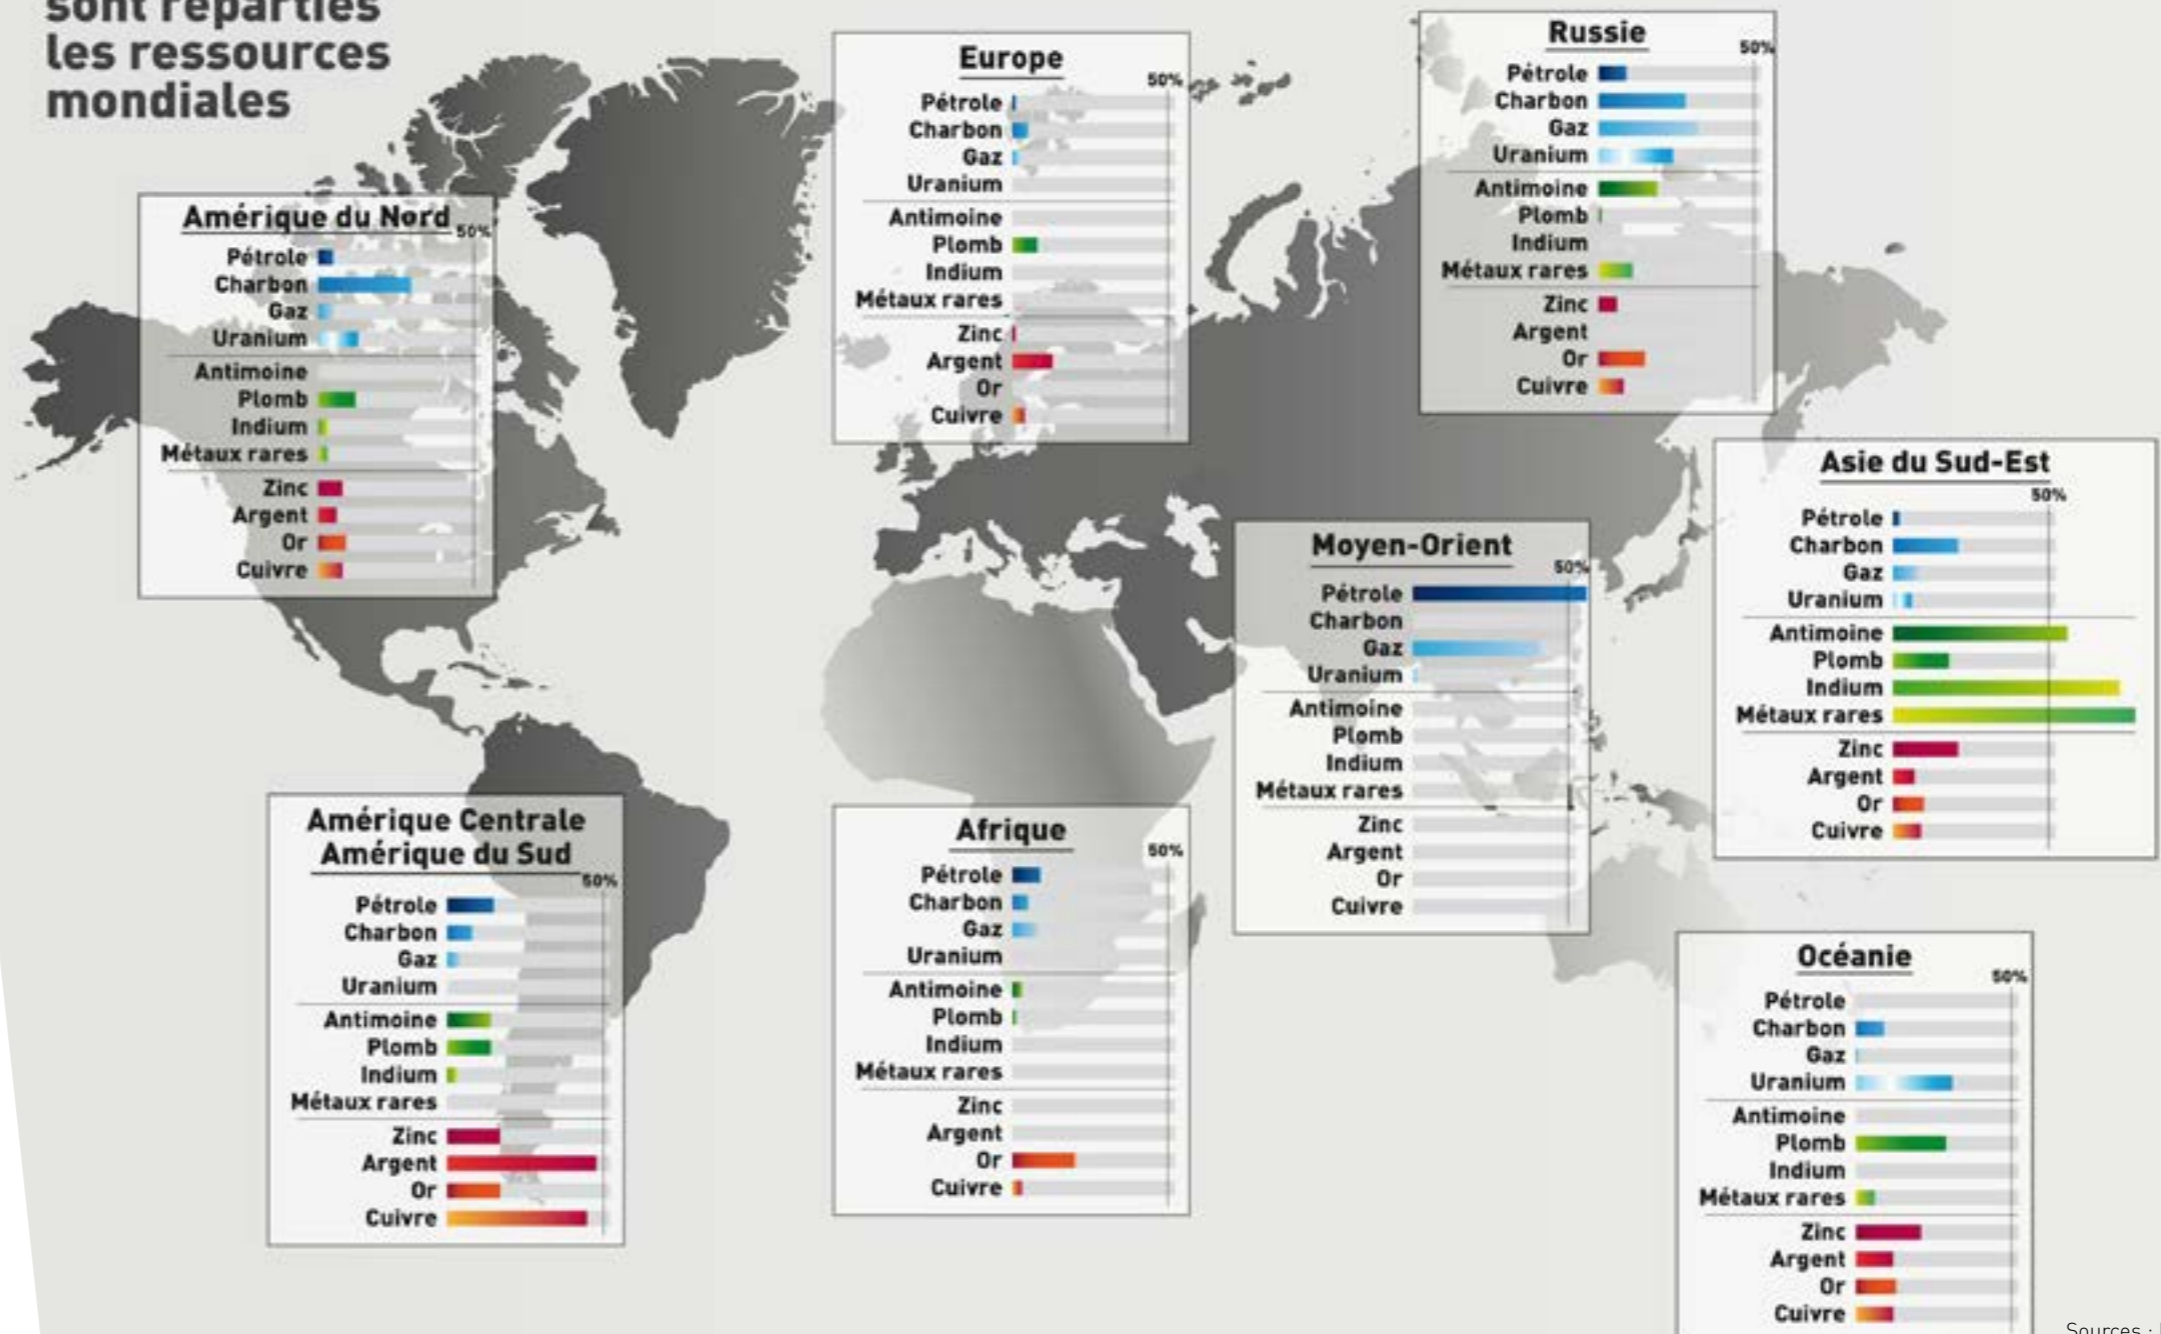 sont réparties
les ressources
mondiales
Amérique du Nord
50%
Pétrole
Charbon
Gaz
Uranium
Antimoine
Plomb
Indium
Métaux rares
Zinc
Argent
Or
Cuivre
Europe
50%
Pétrole
Charbon
Gaz
Uranium
Antimoine
Plomb
Indium
Métaux rares
Zinc
Argent
Or
Cuivre
Russie
50%
Pétrole
Charbon
Gaz
Uranium
Antimoine
Plomb
Indium
Métaux rares
Zinc
Argent
Or
Cuivre
Asie du Sud-Est
50%
Pétrole
Charbon
Gaz
Uranium
Antimoine
Plomb
Indium
Métaux rares
Zinc
Argent
Or
Cuivre
Moyen-Orient
50%
Pétrole
Charbon
Gaz
Uranium
Antimoine
Plomb
Indium
Métaux rares
Zinc
Argent
Or
Cuivre
Amérique Centrale
Amérique du Sud
50%
Pétrole
Charbon
Gaz
Uranium
Antimoine
Plomb
Indium
Métaux rares
Zinc
Argent
Or
Cuivre
Afrique
50%
Pétrole
Charbon
Gaz
Uranium
Antimoine
Plomb
Indium
Métaux rares
Zinc
Argent
Or
Cuivre
Océanie
50%
Pétrole
Charbon
Gaz
Uranium
Antimoine
Plomb
Indium
Métaux rares
Zinc
Argent
Or
Cuivre
Sources :